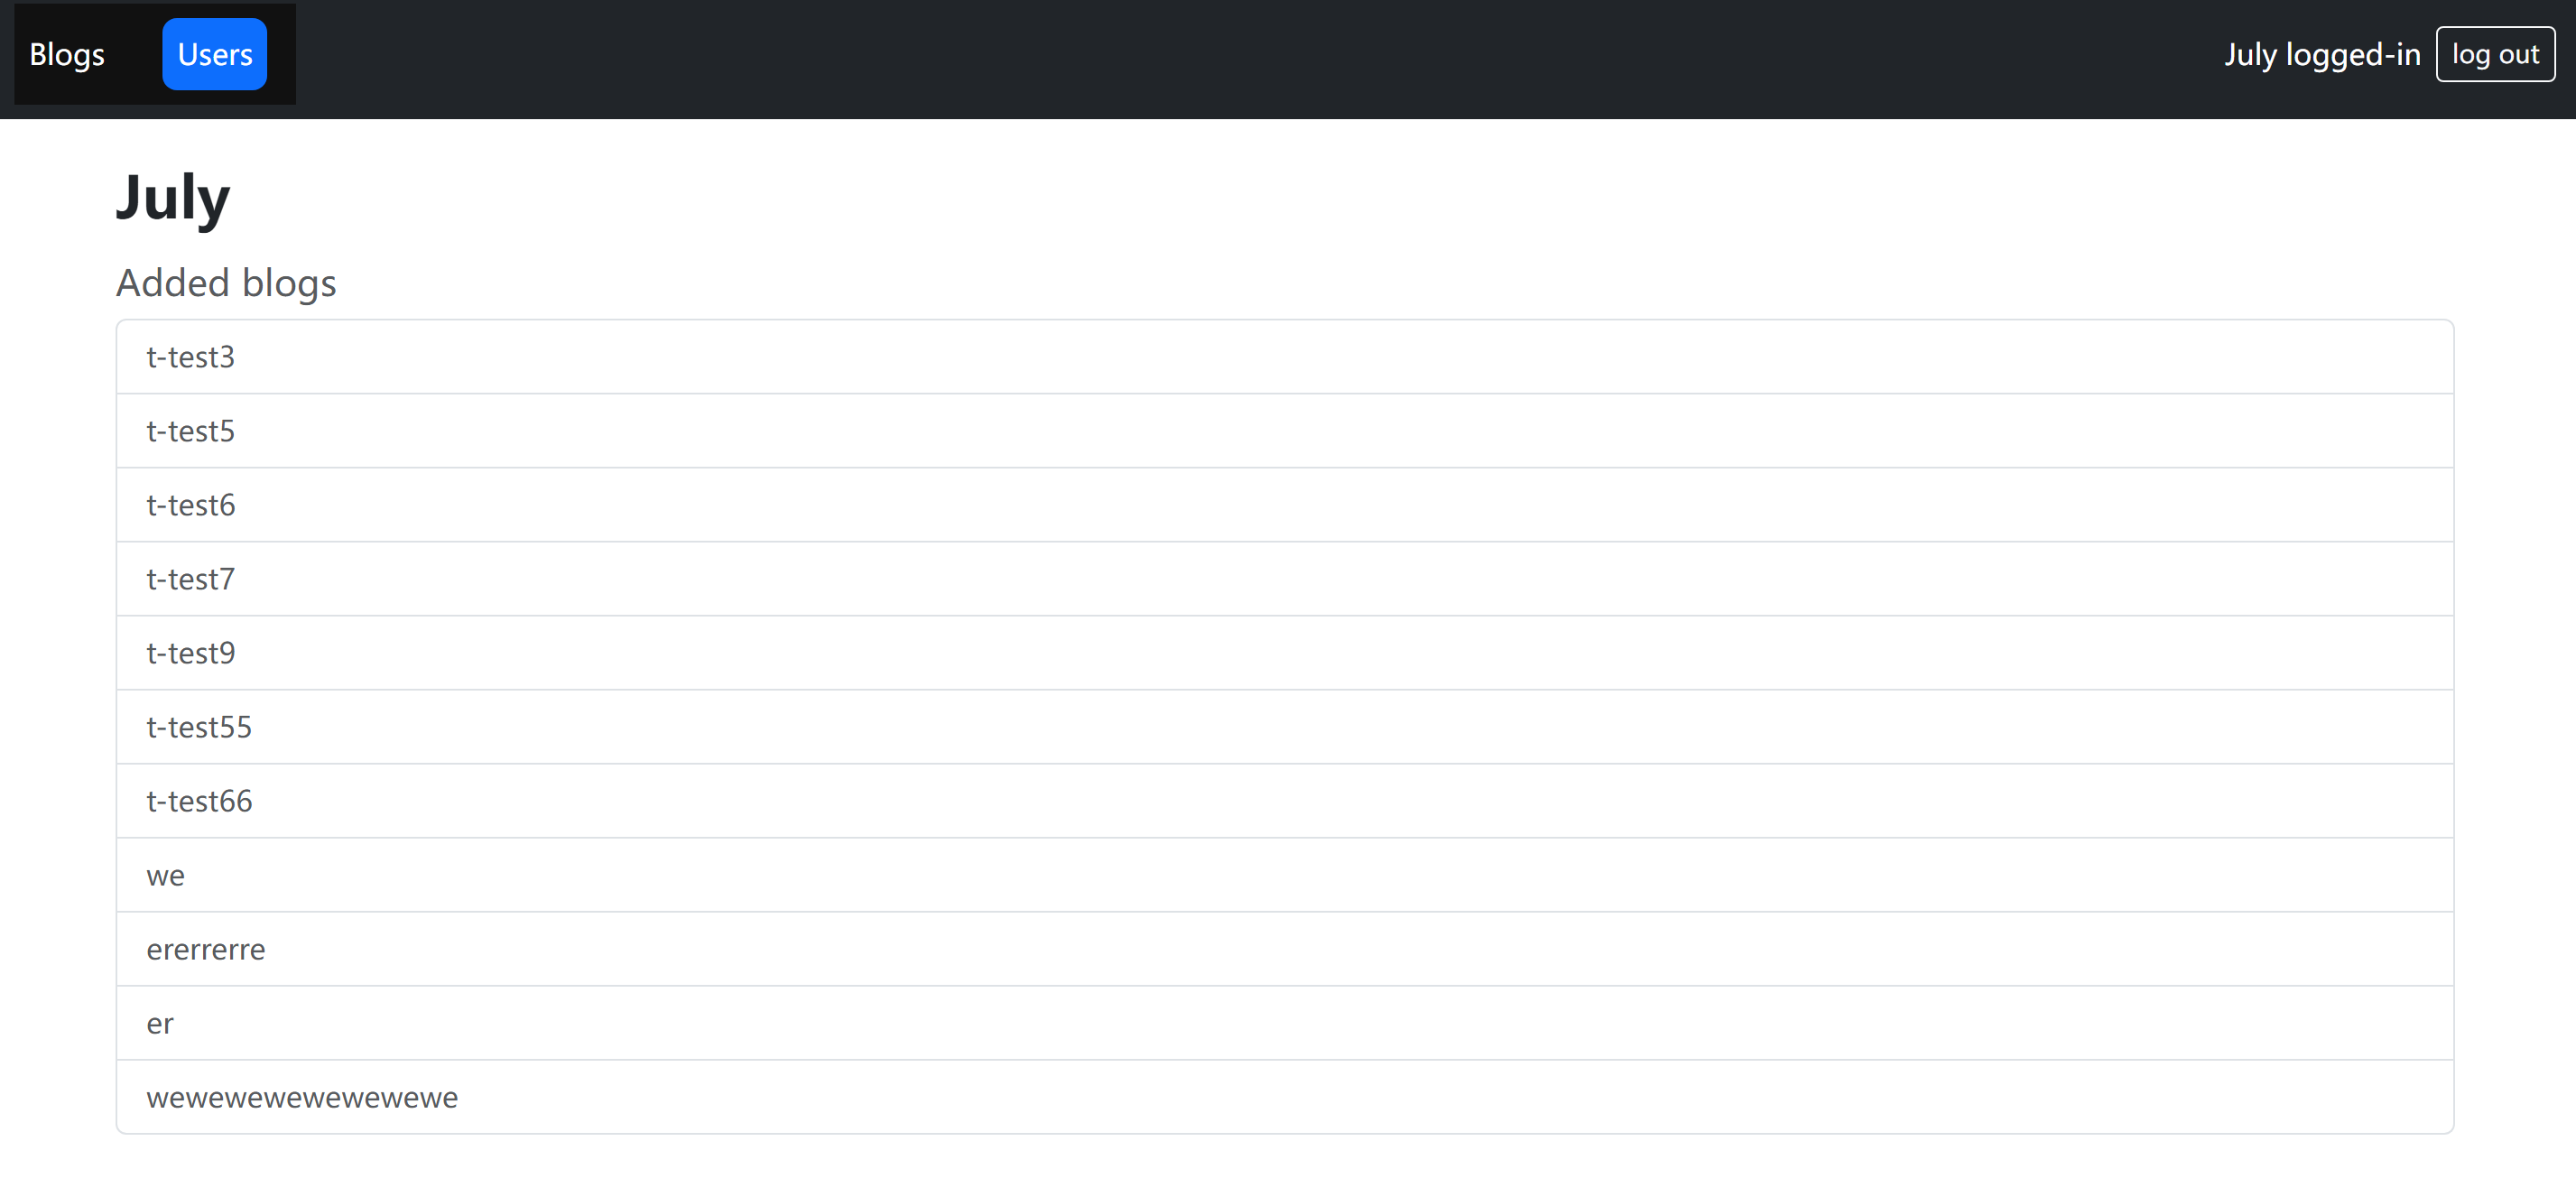 Blogs Users July logged-in log out
July
Added blogs
t-test3
t-test5
t-test6
t-test7
t-test9
t-test55
t-test66
we
ererrerre
er
wewewewewewewewe